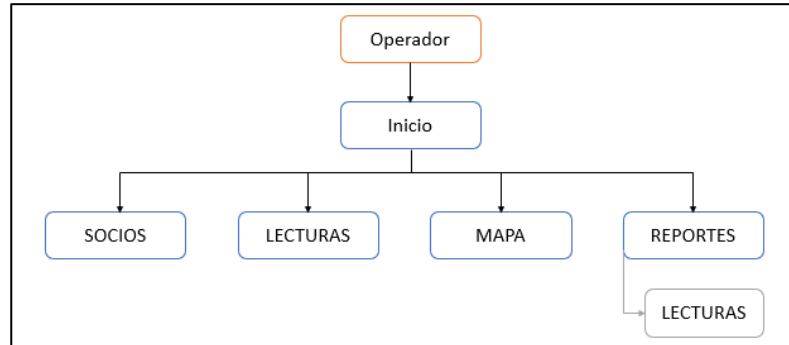 Operador
Inicio
SOCIOS
LECTURAS
MAPA
REPORTES
LECTURAS